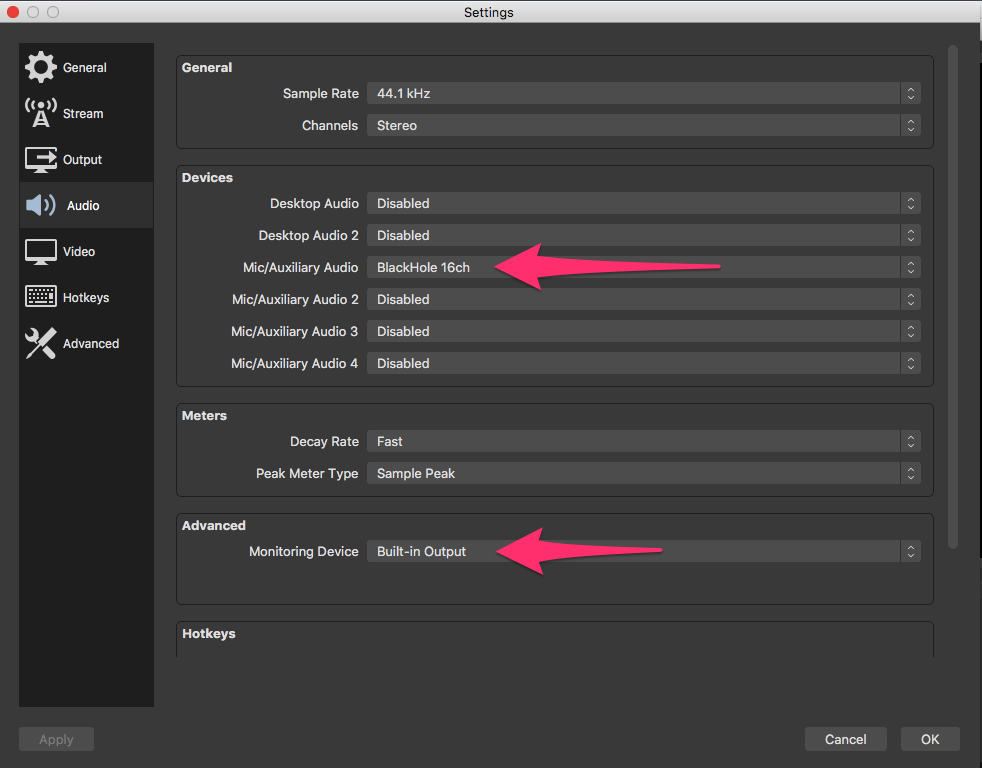 Settings
General
Stream
Output
Audio
Video
Hotkeys
Advanced
General
Sample Rate 44.1 kHz
Channels Stereo
Devices
Desktop Audio Disabled
Desktop Audio 2 Disabled
Mic/Auxiliary Audio BlackHole 16ch
Mic/Auxiliary Audio 2 Disabled
Mic/Auxiliary Audio 3 Disabled
Mic/Auxiliary Audio 4 Disabled
Meters
Decay Rate Fast
Peak Meter Type Sample Peak
Advanced
Monitoring Device Built-in Output
Hotkeys
Apply Cancel OK